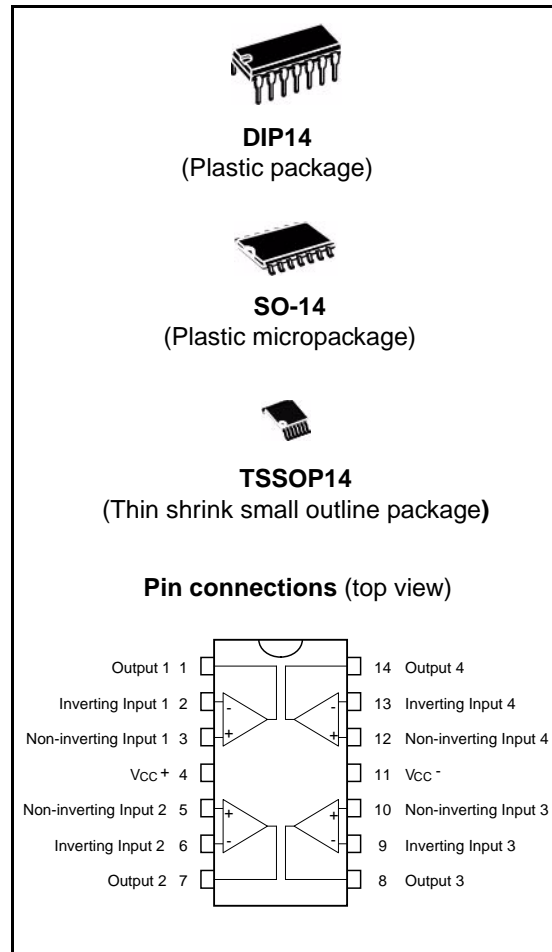 DIP14
(Plastic package)
SO-14
(Plastic micropackage)
TSSOP14
(Thin shrink small outline package)
Pin connections (top view)
Output 1 1 14 Output 4
Inverting Input 1 2 - - 13 Inverting Input 4
Non-inverting Input 1 3 + + 12 Non-inverting Input 4
VCC + 4 11 VCC -
Non-inverting Input 2 5 + + 10 Non-inverting Input 3
Inverting Input 2 6 - - 9 Inverting Input 3
Output 2 7 8 Output 3